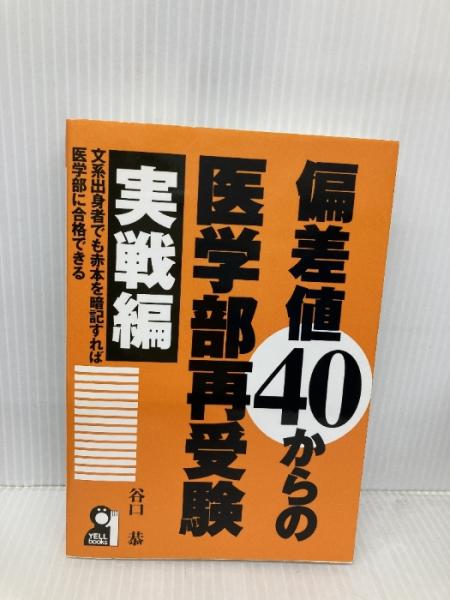 偏差値40からの
医学部再受験
実戦編
文系出身者でも赤本を暗記すれば
医学部に合格できる
谷口 恭
YELL
books